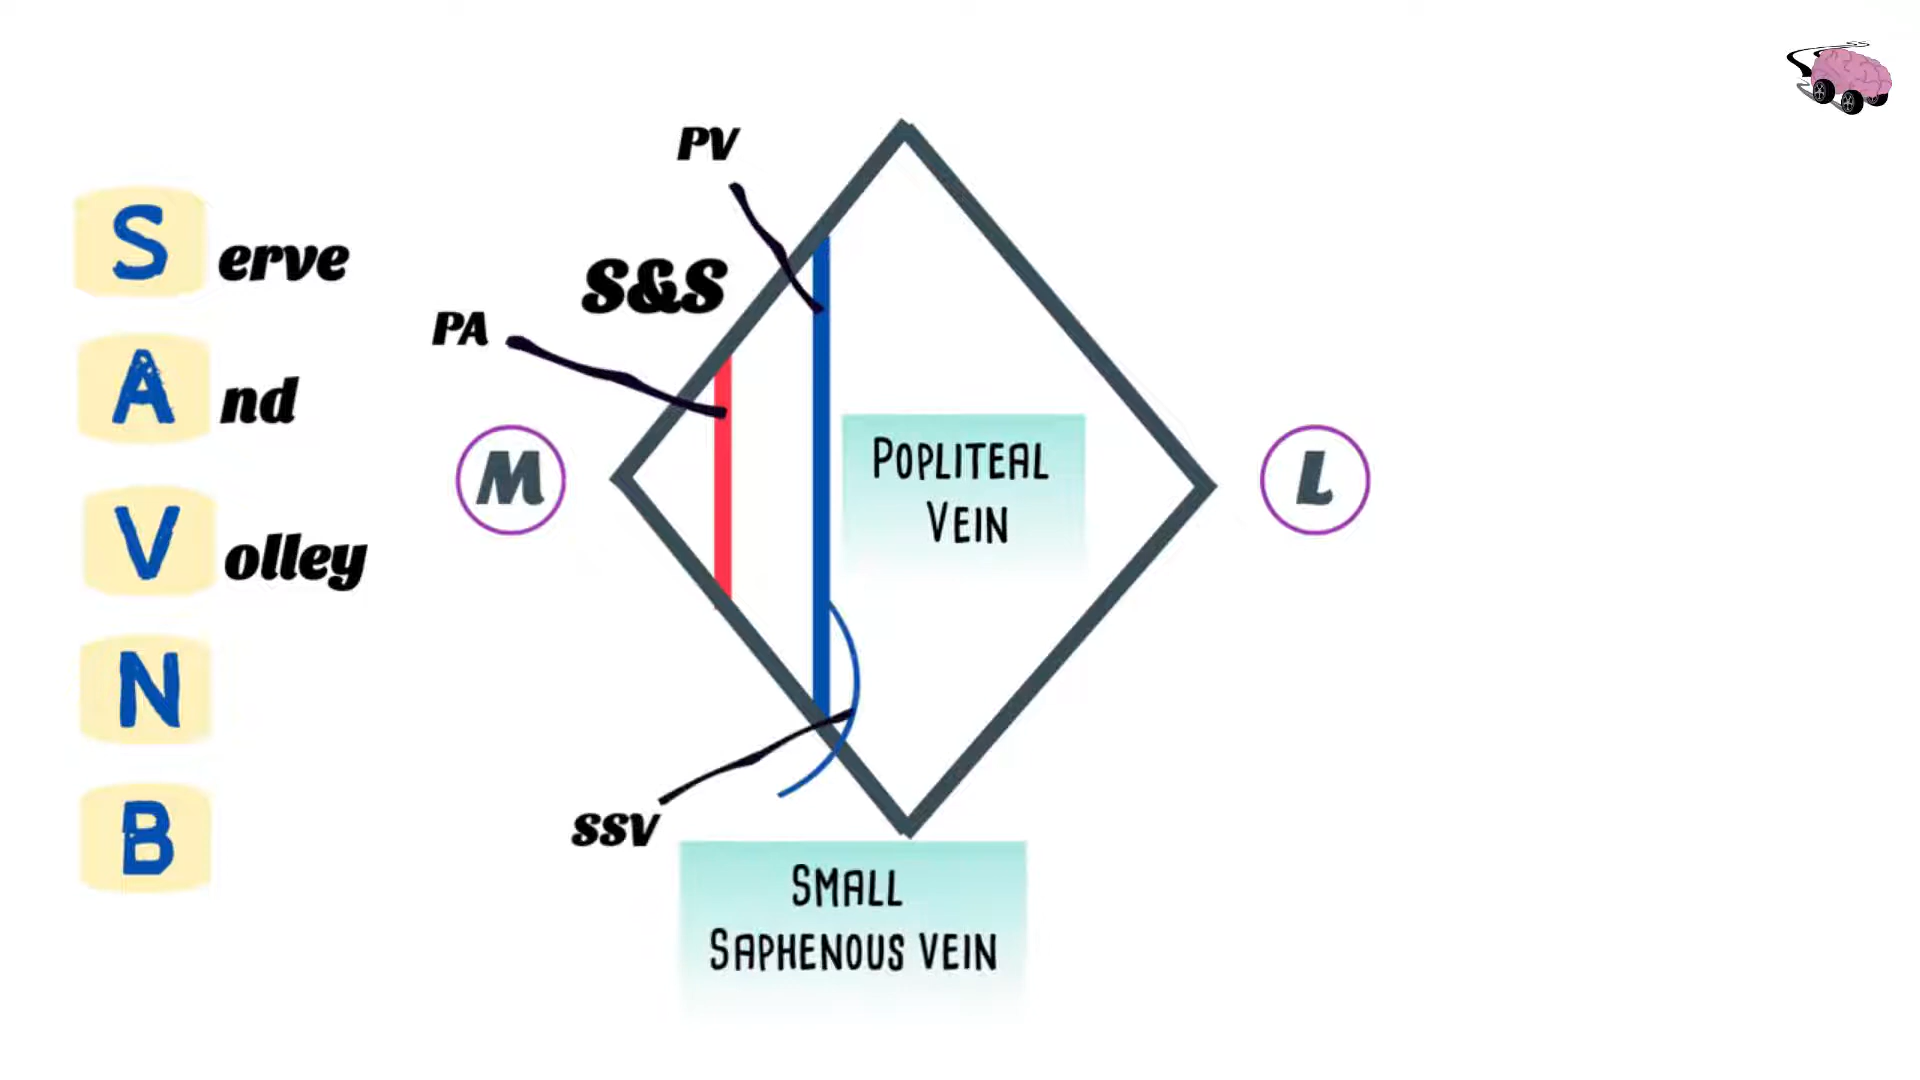 Serve
And
Volley
N
B
PV
S&S
PA
M
L
POPLITEAL
VEIN
SSV
SMALL
SAPHENOUS VEIN